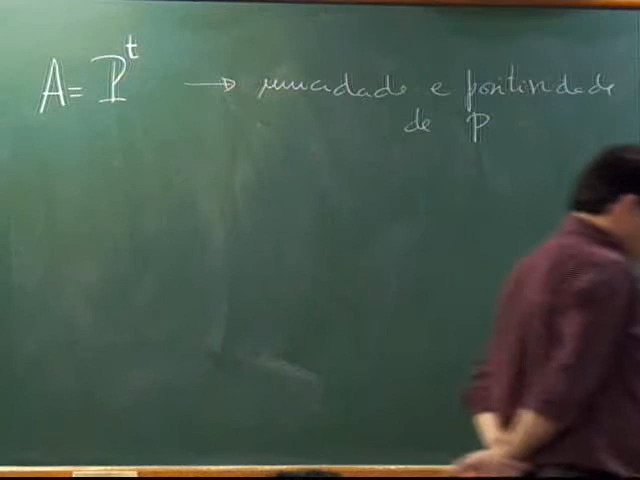 A = P^t → unicidade e positividade
de P